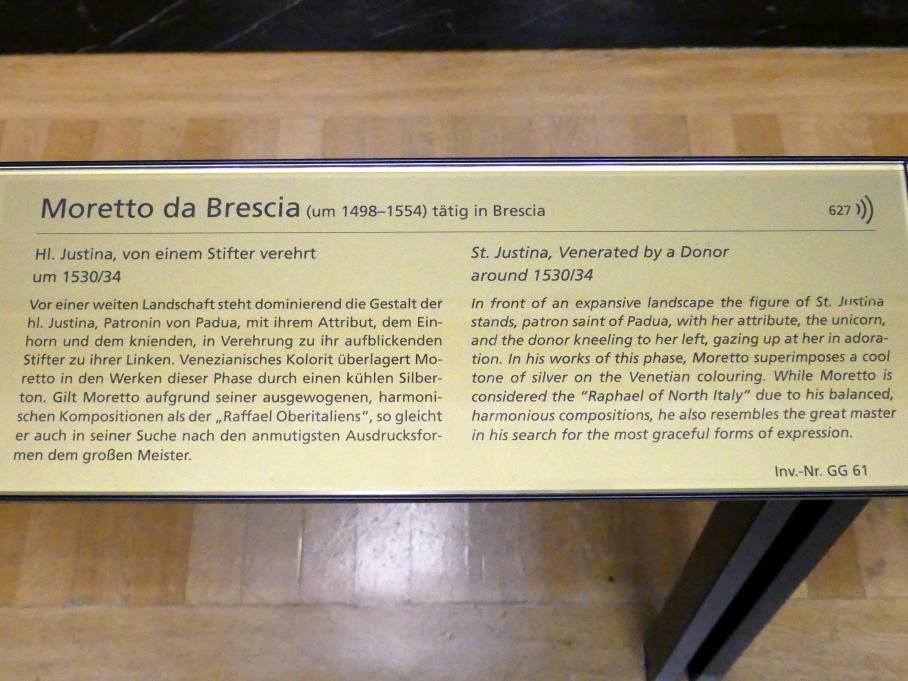 Moretto da Brescia (um 1498–1554) tätig in Brescia
627
Hl. Justina, von einem Stifter verehrt
um 1530/34
Vor einer weiten Landschaft steht dominierend die Gestalt der
hl. Justina, Patronin von Padua, mit ihrem Attribut, dem Ein-
horn und dem knienden, in Verehrung zu ihr aufblickenden
Stifter zu ihrer Linken. Venezianisches Kolorit überlagert Mo-
retto in den Werken dieser Phase durch einen kühlen Silber-
ton. Gilt Moretto aufgrund seiner ausgewogenen, harmoni-
schen Kompositionen als der „Raffael Oberitaliens“, so gleicht
er auch in seiner Suche nach den anmutigsten Ausdrucksfor-
men dem großen Meister.
St. Justina, Venerated by a Donor
around 1530/34
In front of an expansive landscape the figure of St. Justina
stands, patron saint of Padua, with her attribute, the unicorn,
and the donor kneeling to her left, gazing up at her in adora-
tion. In his works of this phase, Moretto superimposes a cool
tone of silver on the Venetian colouring. While Moretto is
considered the “Raphael of North Italy” due to his balanced,
harmonious compositions, he also resembles the great master
in his search for the most graceful forms of expression.
Inv.-Nr. GG 61